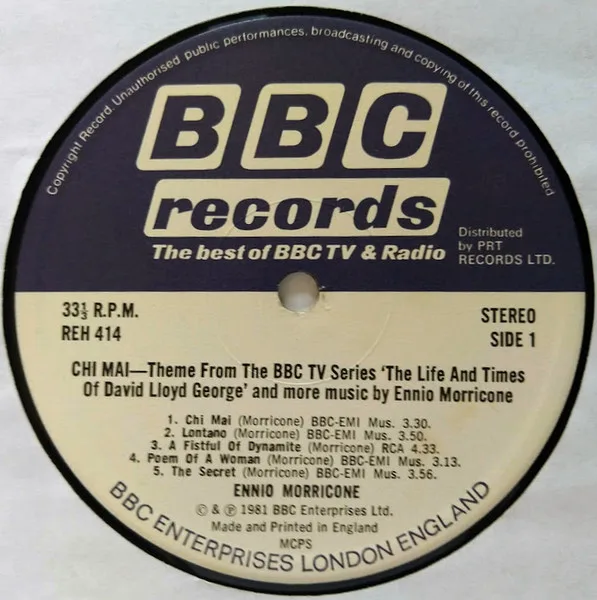 Copyright Record. Unauthorised public performances, broadcasting and copying of this record prohibited
BBC
records
The best of BBC TV & Radio
Distributed
by PRT
RECORDS LTD.
33⅓ R.P.M.
REH 414
STEREO
SIDE 1
CHI MAI—Theme From The BBC TV Series 'The Life And Times
Of David Lloyd George' and more music by Ennio Morricone
1. Chi Mai (Morricone) BBC-EMI Mus. 3.30.
2. Lontano (Morricone) BBC-EMI Mus. 3.50.
3. A Fistful Of Dynamite (Morricone) RCA 4.33.
4. Poem Of A Woman (Morricone) BBC-EMI Mus. 3.13.
5. The Secret (Morricone) BBC-EMI Mus. 3.56.
ENNIO MORRICONE
© & ℗ 1981 BBC Enterprises Ltd.
Made and Printed in England
MCPS
BBC ENTERPRISES LONDON ENGLAND